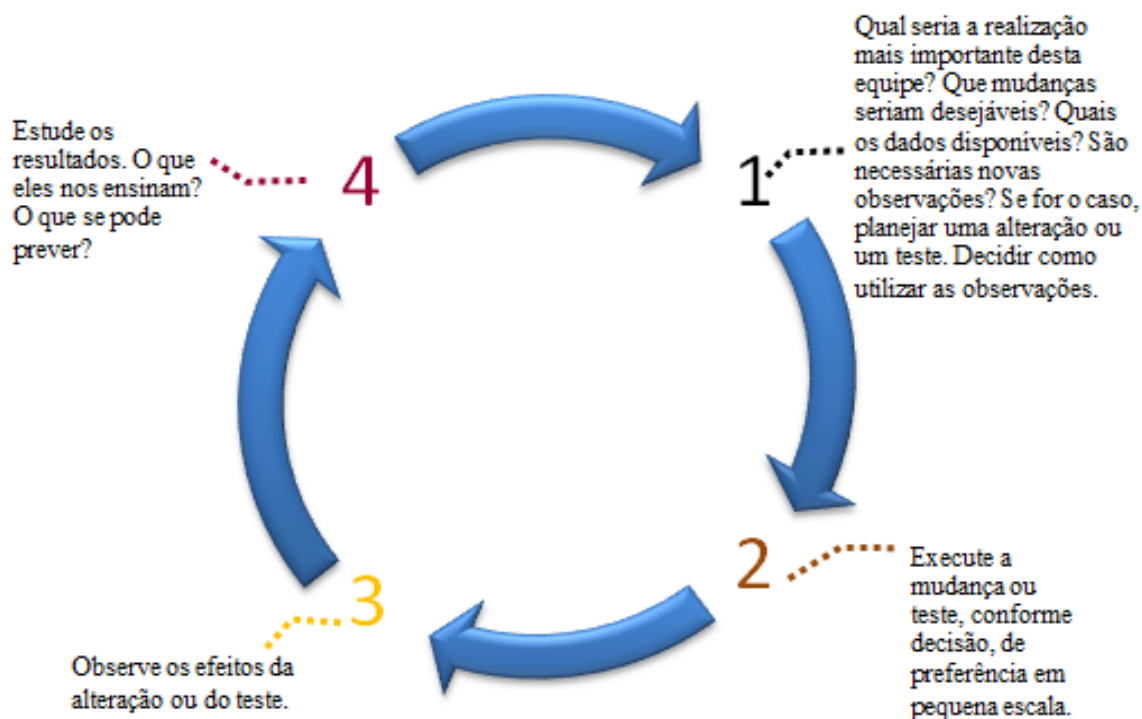 Qual seria a realização
mais importante desta
equipe? Que mudanças
seriam desejáveis? Quais
os dados disponíveis? São
necessárias novas
observações? Se for o caso,
planejar uma alteração ou
um teste. Decidir como
utilizar as observações.
1
2
Execute a
mudança ou
teste, conforme
decisão, de
preferência em
pequena escala.
3
Observe os efeitos da
alteração ou do teste.
4
Estude os
resultados. O que
eles nos ensinam?
O que se pode
prever?